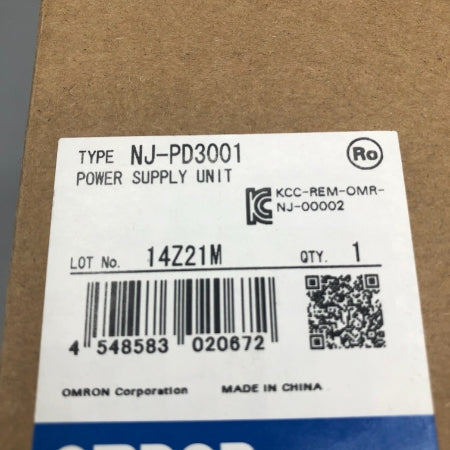 TYPE NJ-PD3001
Ro
POWER SUPPLY UNIT
KCC-REM-OMR-
NJ-00002
LOT No. 14Z21M
QTY. 1
4 548583 020672
OMRON Corporation
MADE IN CHINA
OMRON